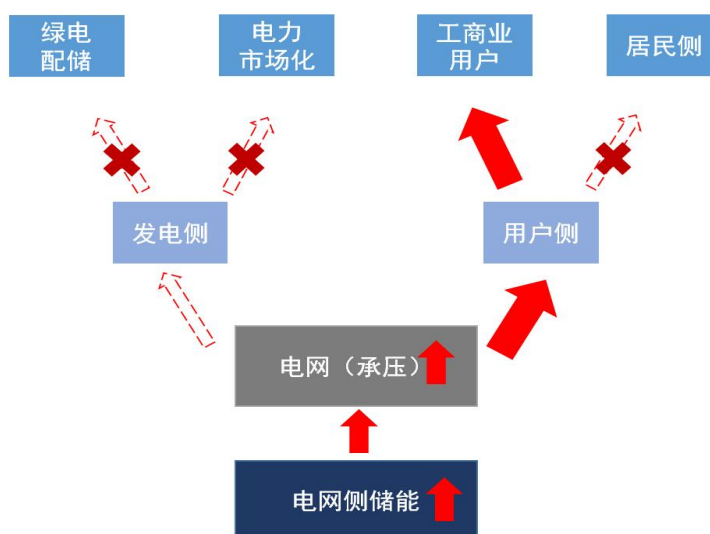 绿电
配储
电力
市场化
工商业
用户
居民侧
发电侧
用户侧
电网（承压）
电网侧储能